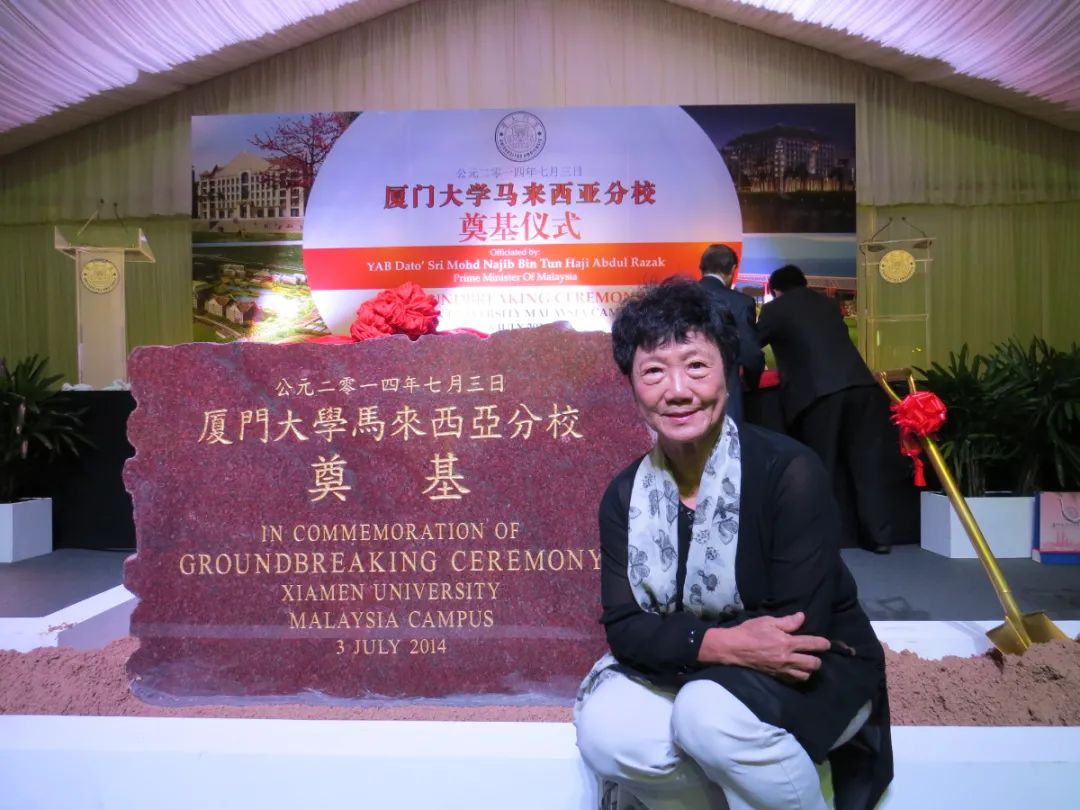 公元二零一四年七月三日
厦门大学马来西亚分校
奠基仪式
Officiated by:
YAB Dato' Sri Mohd Najib Bin Tun Haji Abdul Razak
Prime Minister Of Malaysia
公元二零一四年七月三日
厦門大學馬來西亞分校
奠 基
IN COMMEMORATION OF
GROUNDBREAKING CEREMONY
XIAMEN UNIVERSITY
MALAYSIA CAMPUS
3 JULY 2014